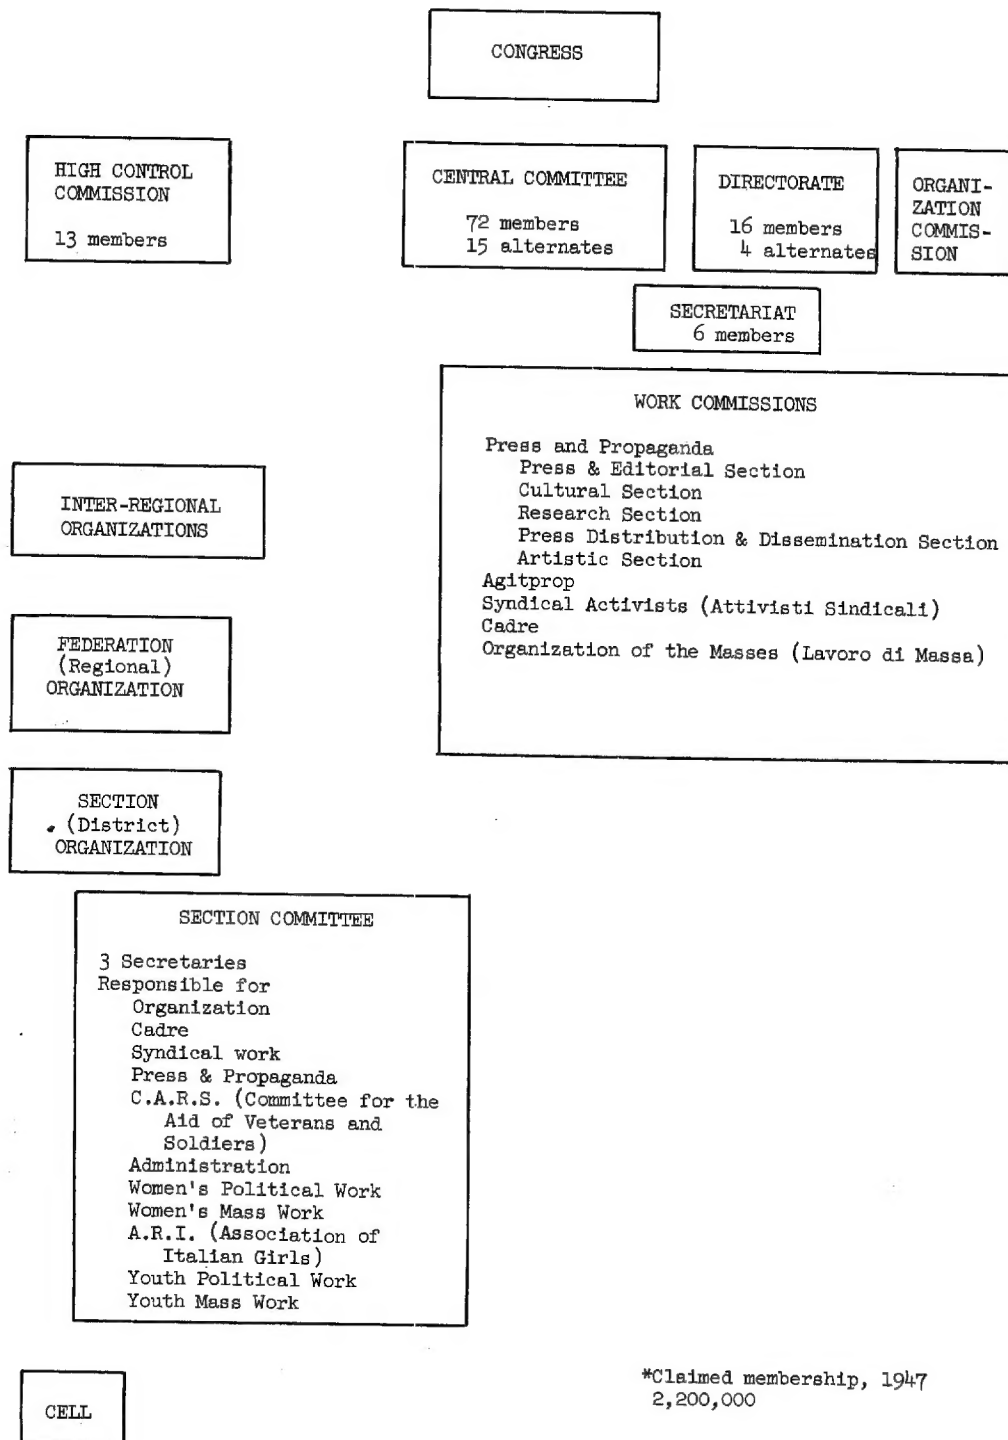 CONGRESS
HIGH CONTROL
COMMISSION
13 members
CENTRAL COMMITTEE
72 members
15 alternates
DIRECTORATE
16 members
4 alternates
ORGANI-
ZATION
COMMIS-
SION
SECRETARIAT
6 members
WORK COMMISSIONS
Press and Propaganda
Press & Editorial Section
Cultural Section
Research Section
Press Distribution & Dissemination Section
Artistic Section
Agitprop
Syndical Activists (Attivisti Sindicali)
Cadre
Organization of the Masses (Lavoro di Massa)
INTER-REGIONAL
ORGANIZATIONS
FEDERATION
(Regional)
ORGANIZATION
SECTION
(District)
ORGANIZATION
SECTION COMMITTEE
3 Secretaries
Responsible for
Organization
Cadre
Syndical work
Press & Propaganda
C.A.R.S. (Committee for the
Aid of Veterans and
Soldiers)
Administration
Women's Political Work
Women's Mass Work
A.R.I. (Association of
Italian Girls)
Youth Political Work
Youth Mass Work
CELL
*Claimed membership, 1947
2,200,000